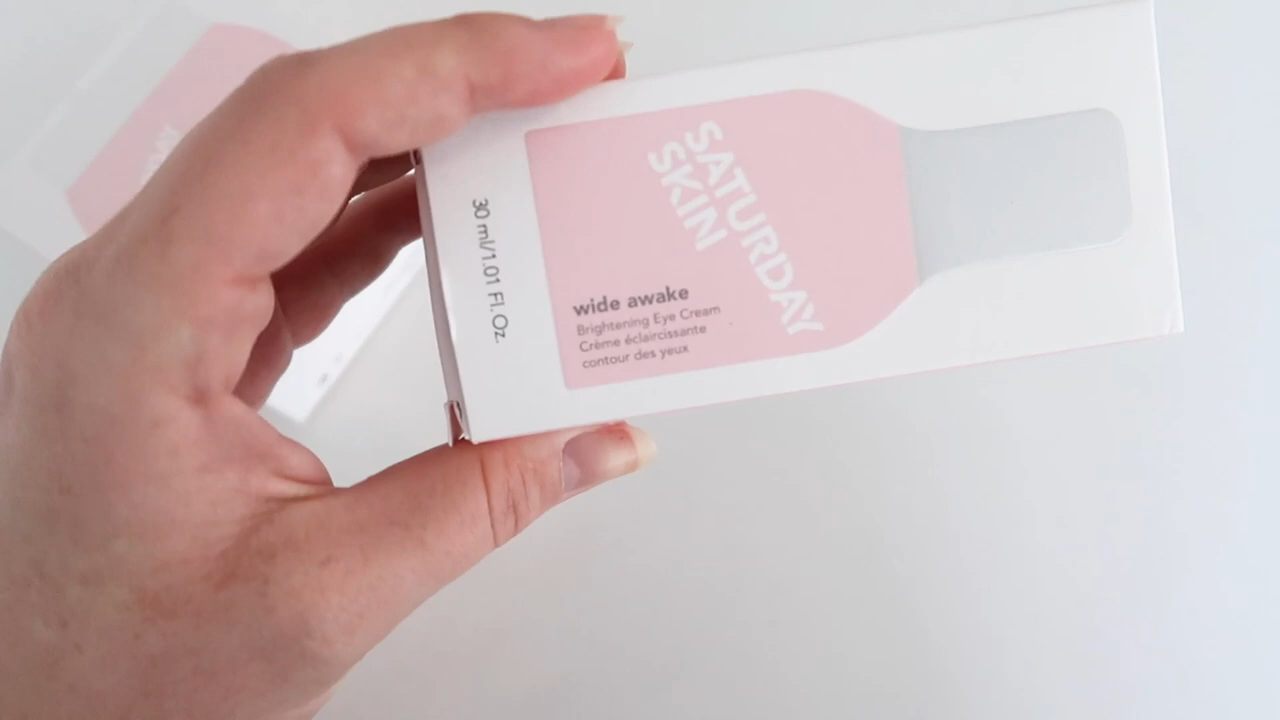 SATURDAY
SKIN
wide awake
Brightening Eye Cream
Crème éclaircissante
contour des yeux
30 ml/1.01 Fl. Oz.